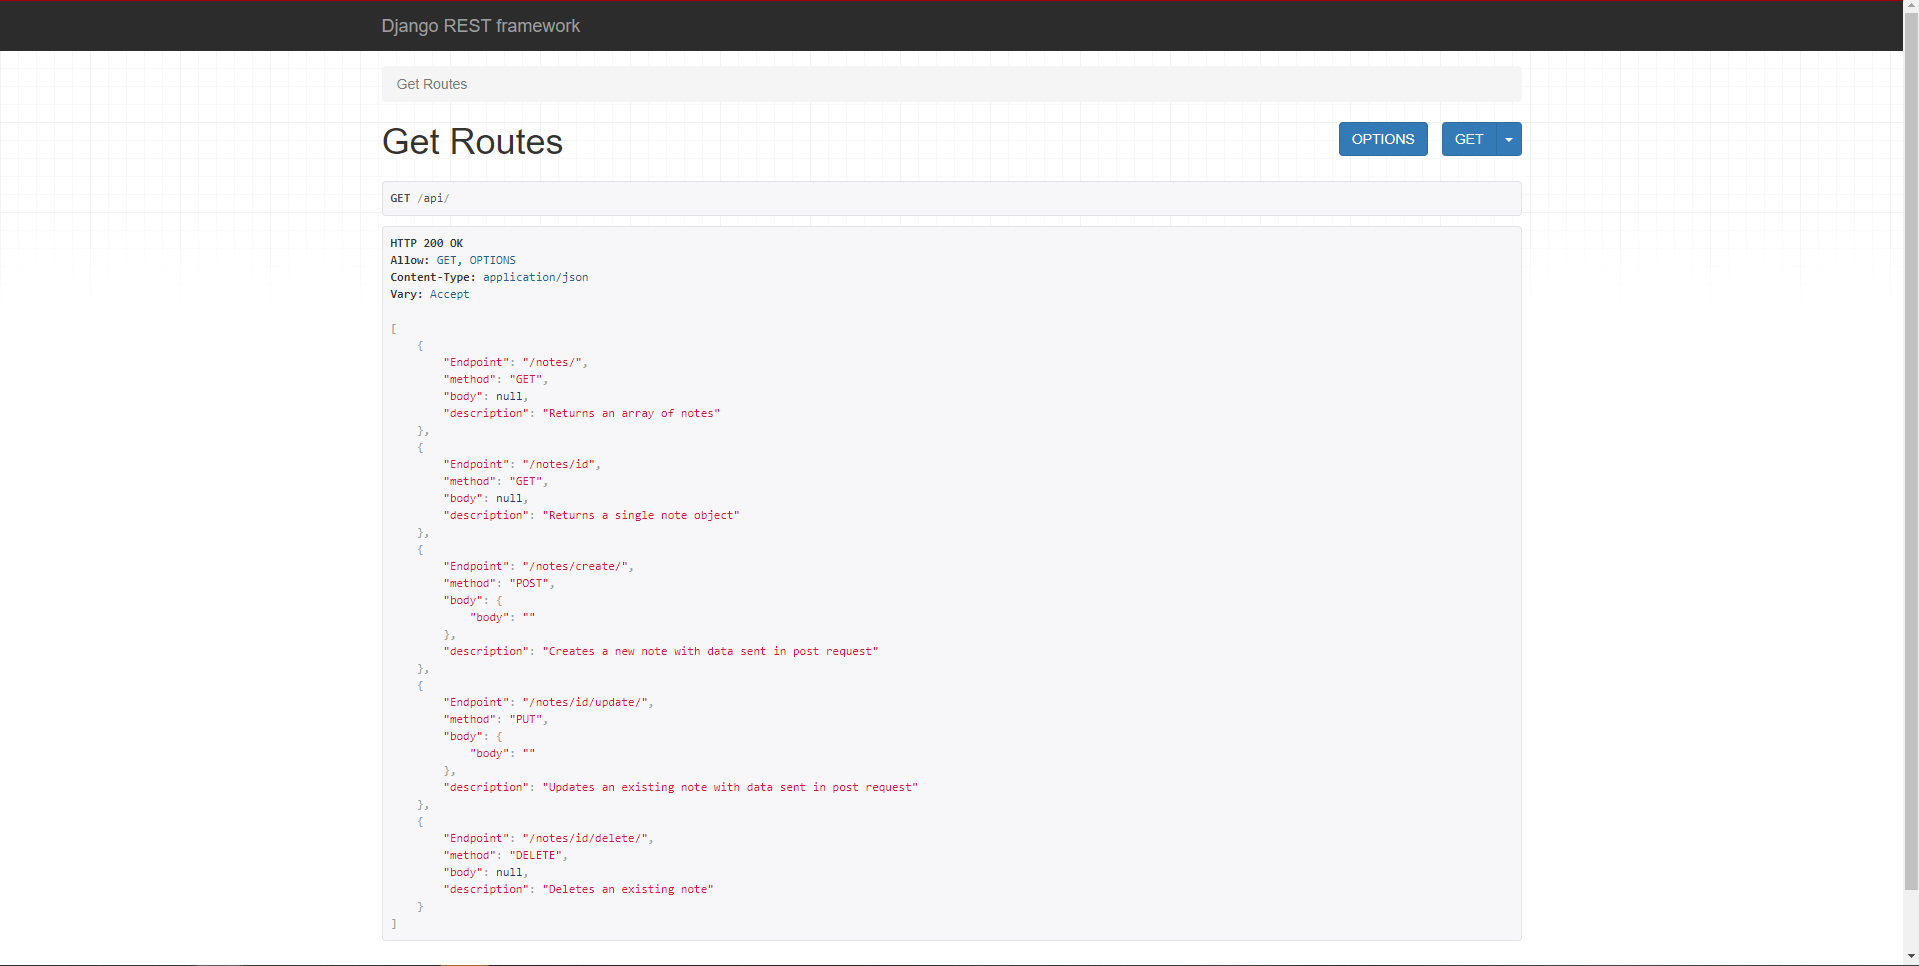 Django REST framework
Get Routes
Get Routes
OPTIONS
GET
GET /api/
HTTP 200 OK
Allow: GET, OPTIONS
Content-Type: application/json
Vary: Accept
[
    {
        "Endpoint": "/notes/",
        "method": "GET",
        "body": null,
        "description": "Returns an array of notes"
    },
    {
        "Endpoint": "/notes/id",
        "method": "GET",
        "body": null,
        "description": "Returns a single note object"
    },
    {
        "Endpoint": "/notes/create/",
        "method": "POST",
        "body": {
            "body": ""
        },
        "description": "Creates a new note with data sent in post request"
    },
    {
        "Endpoint": "/notes/id/update/",
        "method": "PUT",
        "body": {
            "body": ""
        },
        "description": "Updates an existing note with data sent in post request"
    },
    {
        "Endpoint": "/notes/id/delete/",
        "method": "DELETE",
        "body": null,
        "description": "Deletes an existing note"
    }
]